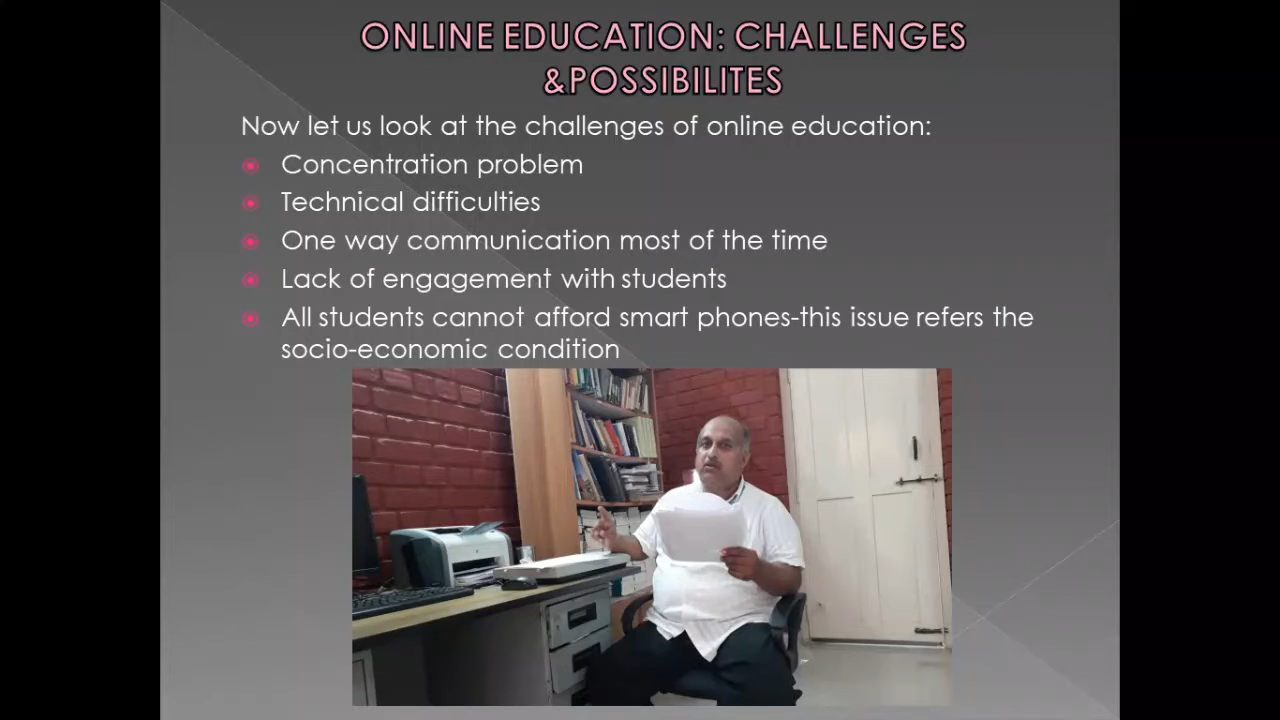 ONLINE EDUCATION: CHALLENGES
&POSSIBILITES
Now let us look at the challenges of online education:
Concentration problem
Technical difficulties
One way communication most of the time
Lack of engagement with students
All students cannot afford smart phones-this issue refers the
socio-economic condition